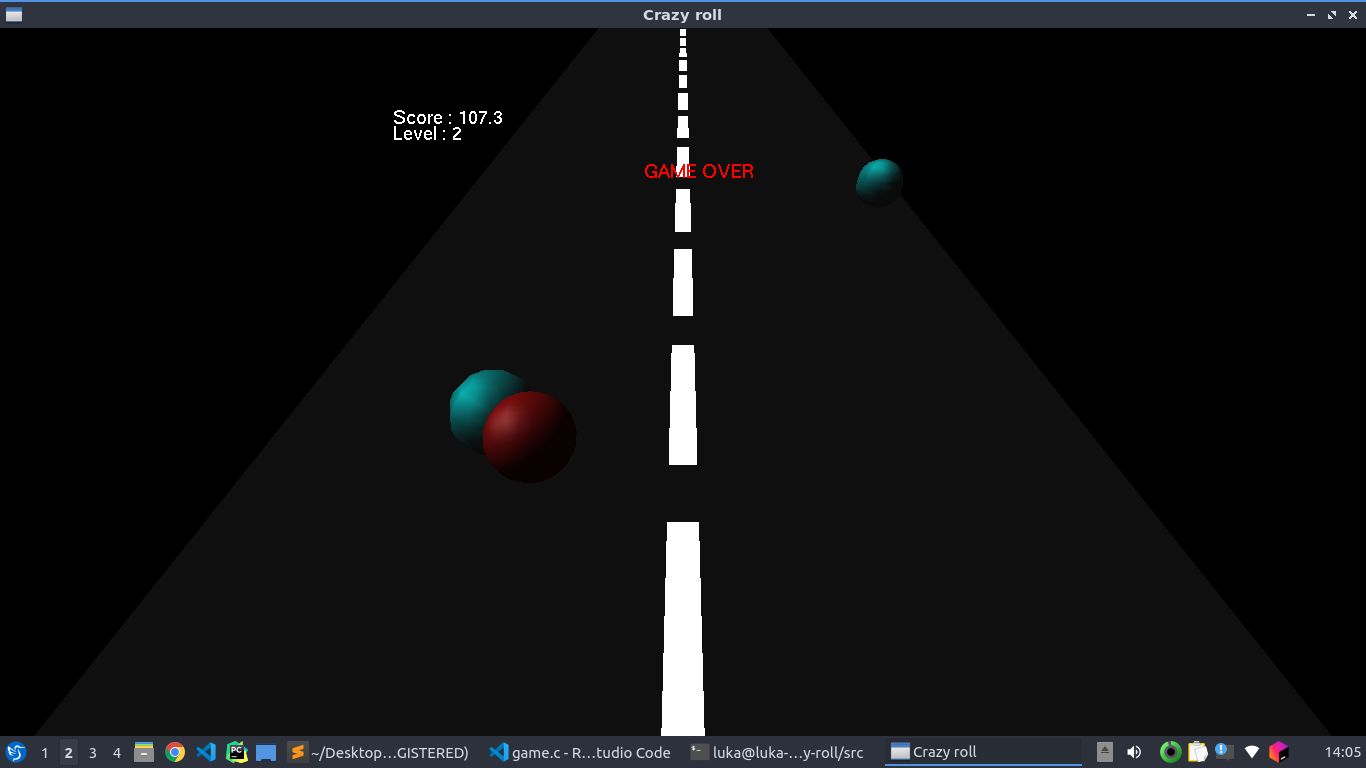 Crazy roll
Score : 107.3
Level : 2
GAME OVER
1 2 3 4 PC ~/Desktop...GISTERED) game.c - R...tudio Code luka@luka-...y-roll/src Crazy roll 14:05